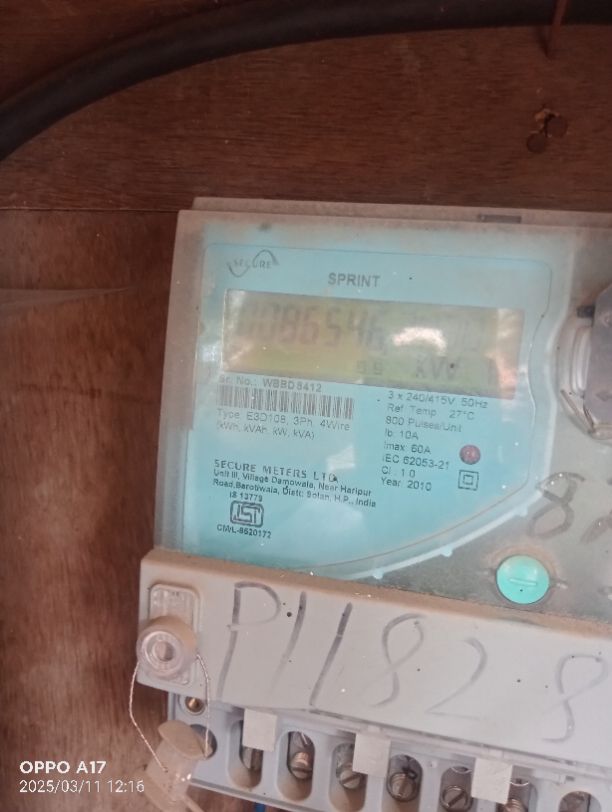 SECURE
SPRINT
0086546
kW
Sr. No.: WBBD8412
Type E3D108, 3Ph, 4Wire
(kWh, kVAh, kW, kVA)
3 x 240/415V, 50Hz
Ref Temp 27°C
800 Pulses/Unit
Ib: 10A
Imax: 60A
IEC 62053-21
Cl. 1.0
Year 2010
SECURE METERS LTD.
Unit III, Village Damowala, Near Haripur
Road, Barotiwala, Distt: Solan, H.P., India
IS 13779
ISI
CM/L-8520172
P11828
OPPO A17
2025/03/11 12:16